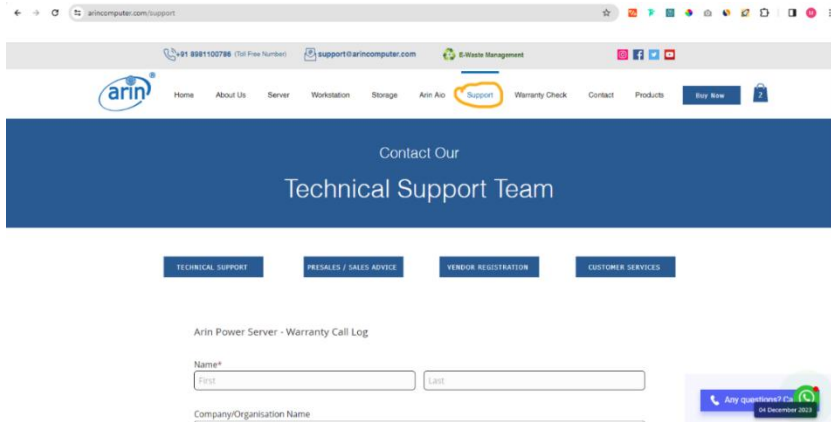 arincomputer.com/support
+91 8981100786 (Toll Free Number) support@arincomputer.com E-Waste Management
arin
Home About Us Server Workstation Storage Arin Aio Support Warranty Check Contact Products Buy Now 2
Contact Our
Technical Support Team
TECHNICAL SUPPORT PRESALES / SALES ADVICE VENDOR REGISTRATION CUSTOMER SERVICES
Arin Power Server - Warranty Call Log
Name*
First Last
Any questions?
Company/Organisation Name
04 December 2023